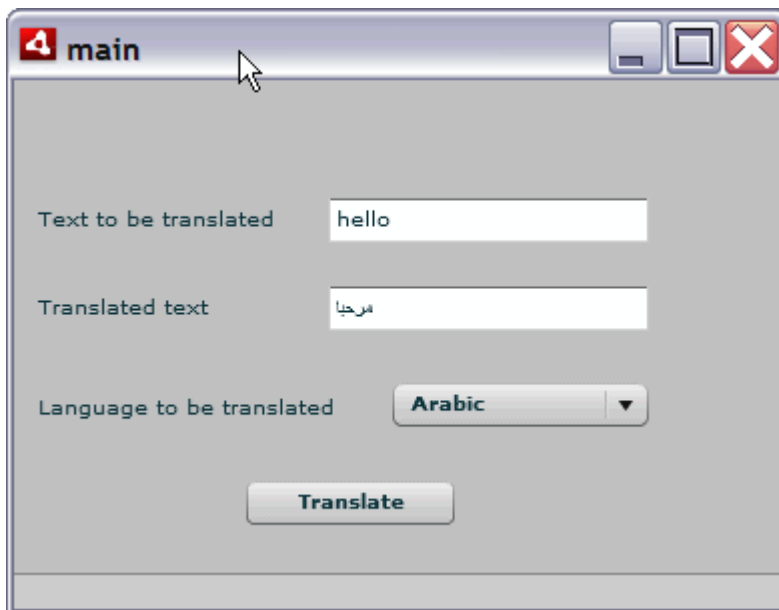 main
Text to be translated hello
Translated text مرحبا
Language to be translated Arabic
Translate